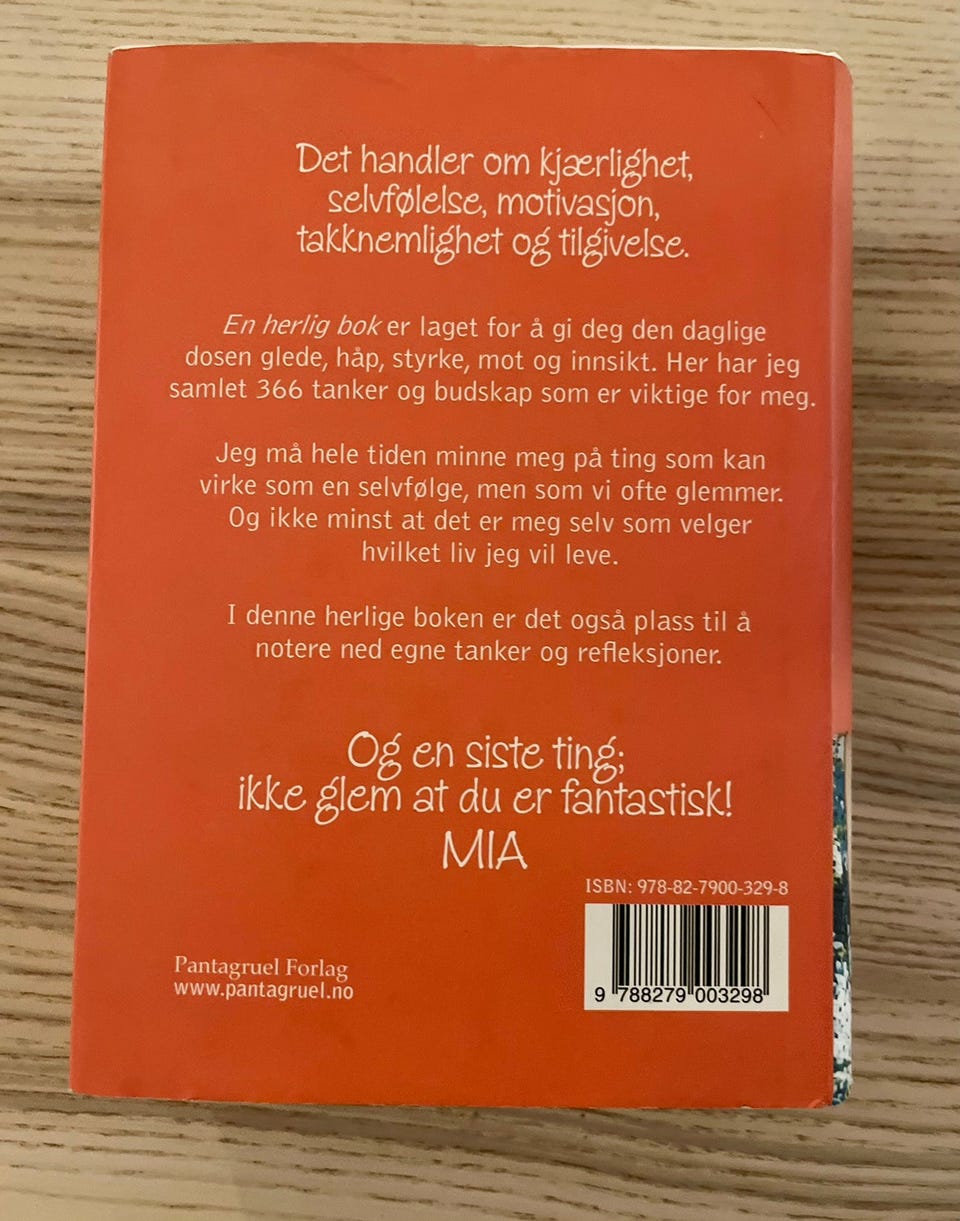 Det handler om kjærlighet,
selvfølelse, motivasjon,
takknemlighet og tilgivelse.
En herlig bok er laget for å gi deg den daglige
dosen glede, håp, styrke, mot og innsikt. Her har jeg
samlet 366 tanker og budskap som er viktige for meg.
Jeg må hele tiden minne meg på ting som kan
virke som en selvfølge, men som vi ofte glemmer.
Og ikke minst at det er meg selv som velger
hvilket liv jeg vil leve.
I denne herlige boken er det også plass til å
notere ned egne tanker og refleksjoner.
Og en siste ting;
ikke glem at du er fantastisk!
MIA
ISBN: 978-82-7900-329-8
9 788279 003298
Pantagruel Forlag
www.pantagruel.no